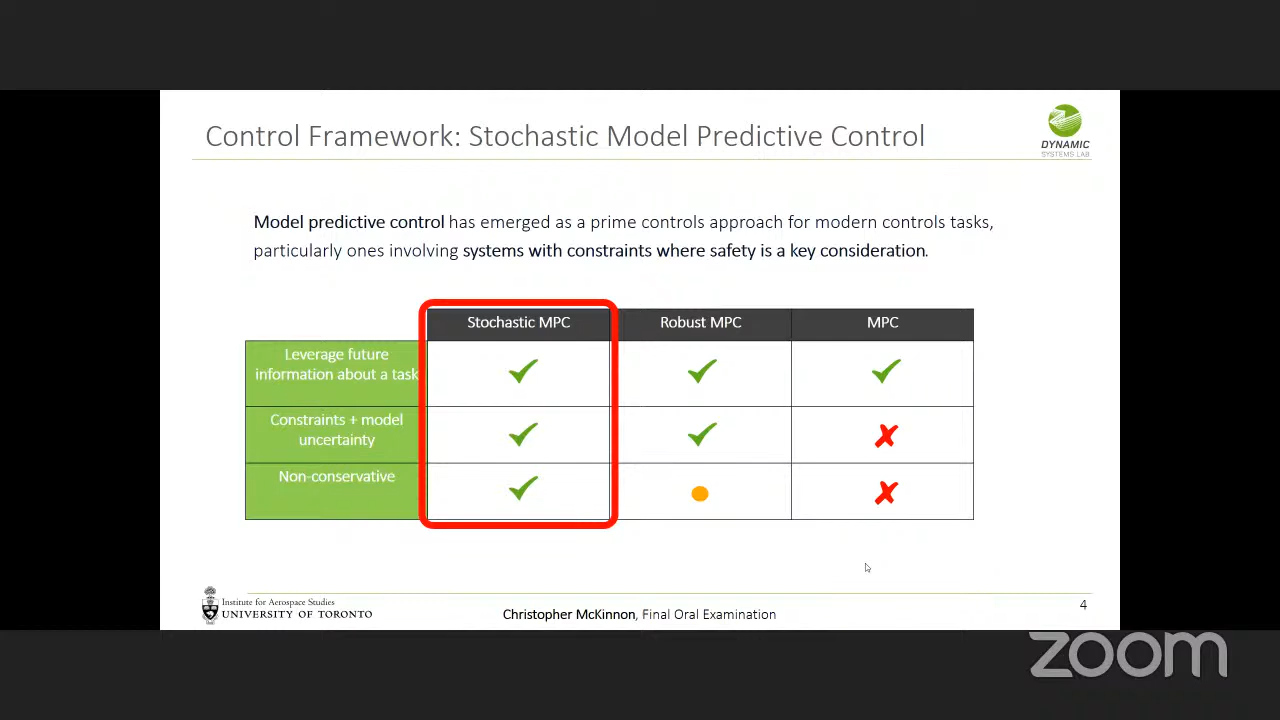 Control Framework: Stochastic Model Predictive Control
DYNAMIC
SYSTEMS LAB
Model predictive control has emerged as a prime controls approach for modern controls tasks,
particularly ones involving systems with constraints where safety is a key consideration.
Stochastic MPC
Robust MPC
MPC
Leverage future
information about a task
Constraints + model
uncertainty
Non-conservative
Institute for Aerospace Studies
UNIVERSITY OF TORONTO
Christopher McKinnon, Final Oral Examination
4
zoom